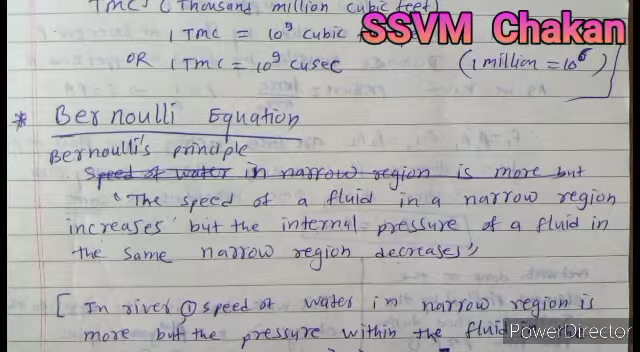 TMC → (Thousand million cubic feet)
SSVM Chakan
1 TMC = 10⁹ cubic
OR 1 TMC = 10⁹ cusec (1 million = 10⁶)
* Bernoulli Equation
Bernoulli's principle
Speed of water in narrow region is more but
"The speed of a fluid in a narrow region
increases but the internal pressure of a fluid in
the same narrow region decreases"
[ In river ① speed of water in narrow region is
more but the pressure within the fluid in
PowerDirector